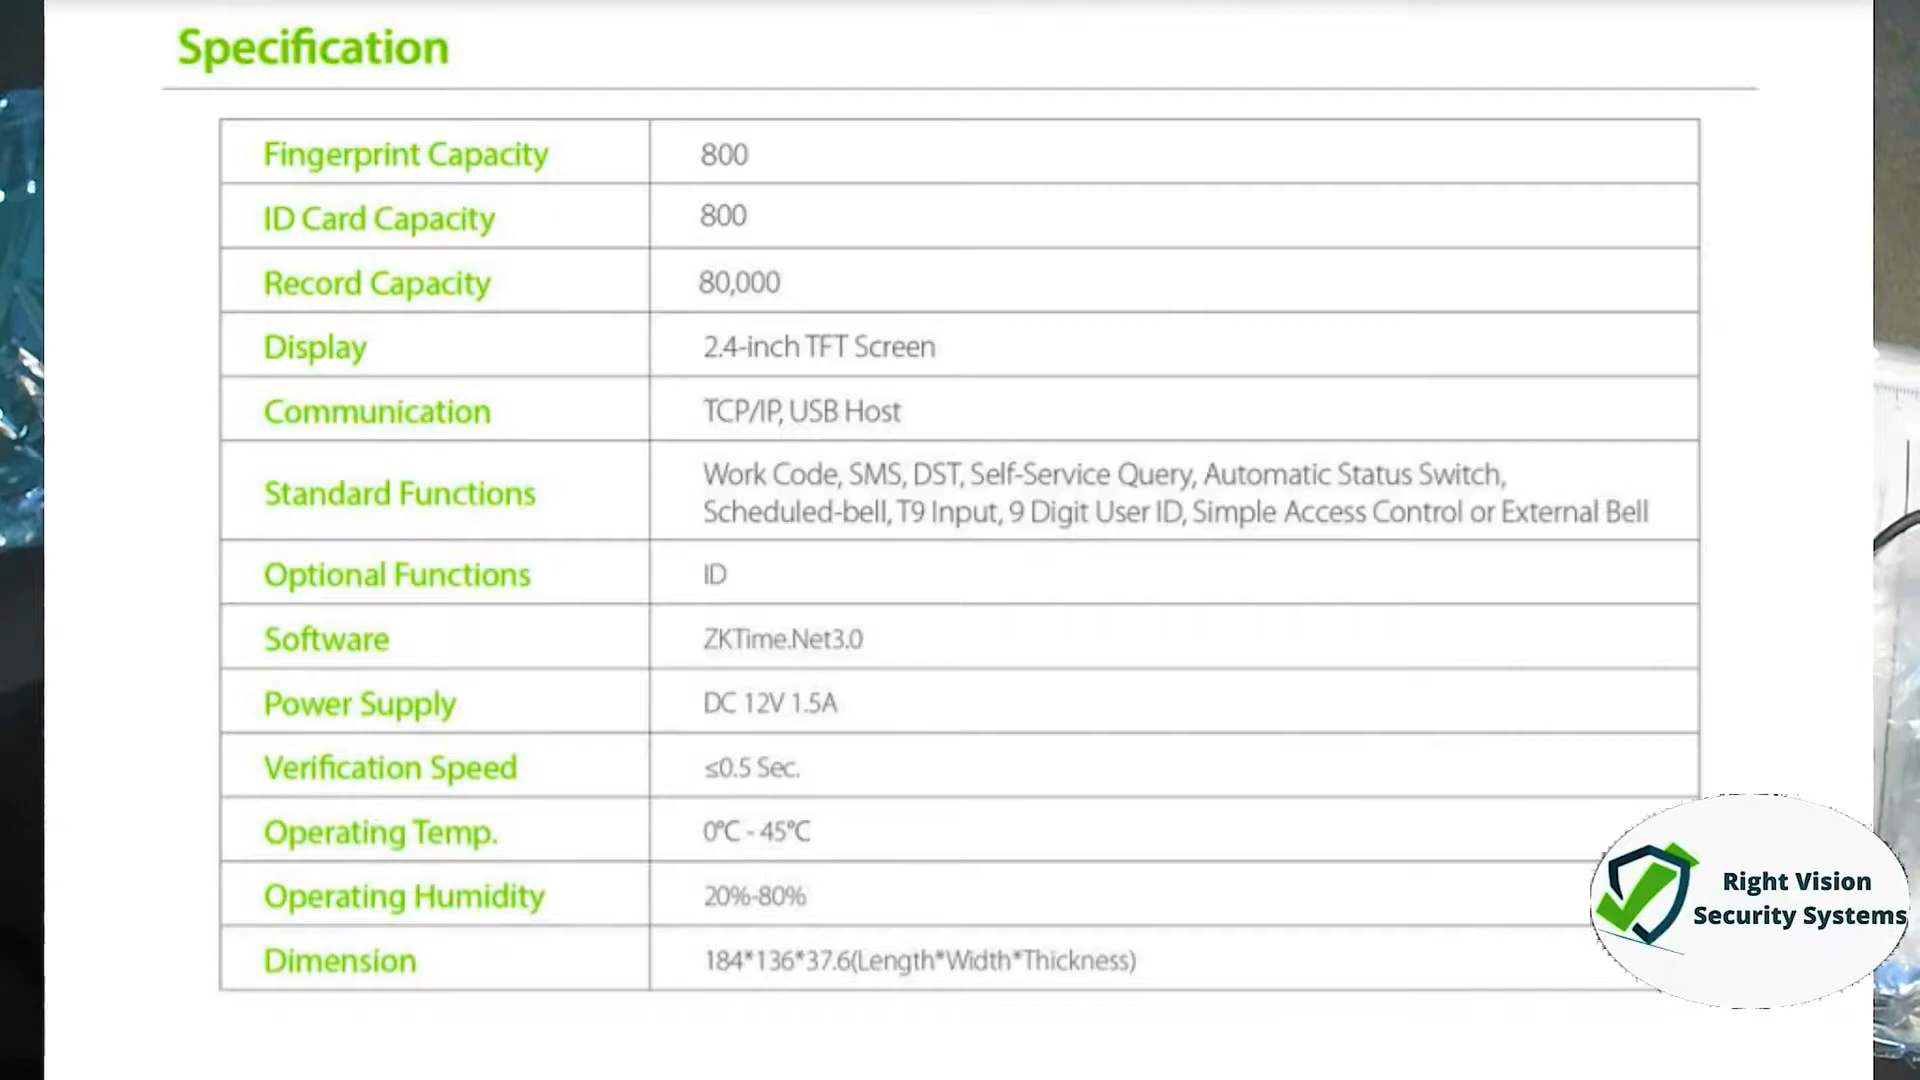 Specification
Fingerprint Capacity 800
ID Card Capacity 800
Record Capacity 80,000
Display 2.4-inch TFT Screen
Communication TCP/IP, USB Host
Standard Functions Work Code, SMS, DST, Self-Service Query, Automatic Status Switch,
Scheduled-bell, T9 Input, 9 Digit User ID, Simple Access Control or External Bell
Optional Functions ID
Software ZKTime.Net3.0
Power Supply DC 12V 1.5A
Verification Speed ≤0.5 Sec.
Operating Temp. 0°C - 45°C
Operating Humidity 20%-80%
Dimension 184*136*37.6(Length*Width*Thickness)
Right Vision
Security Systems